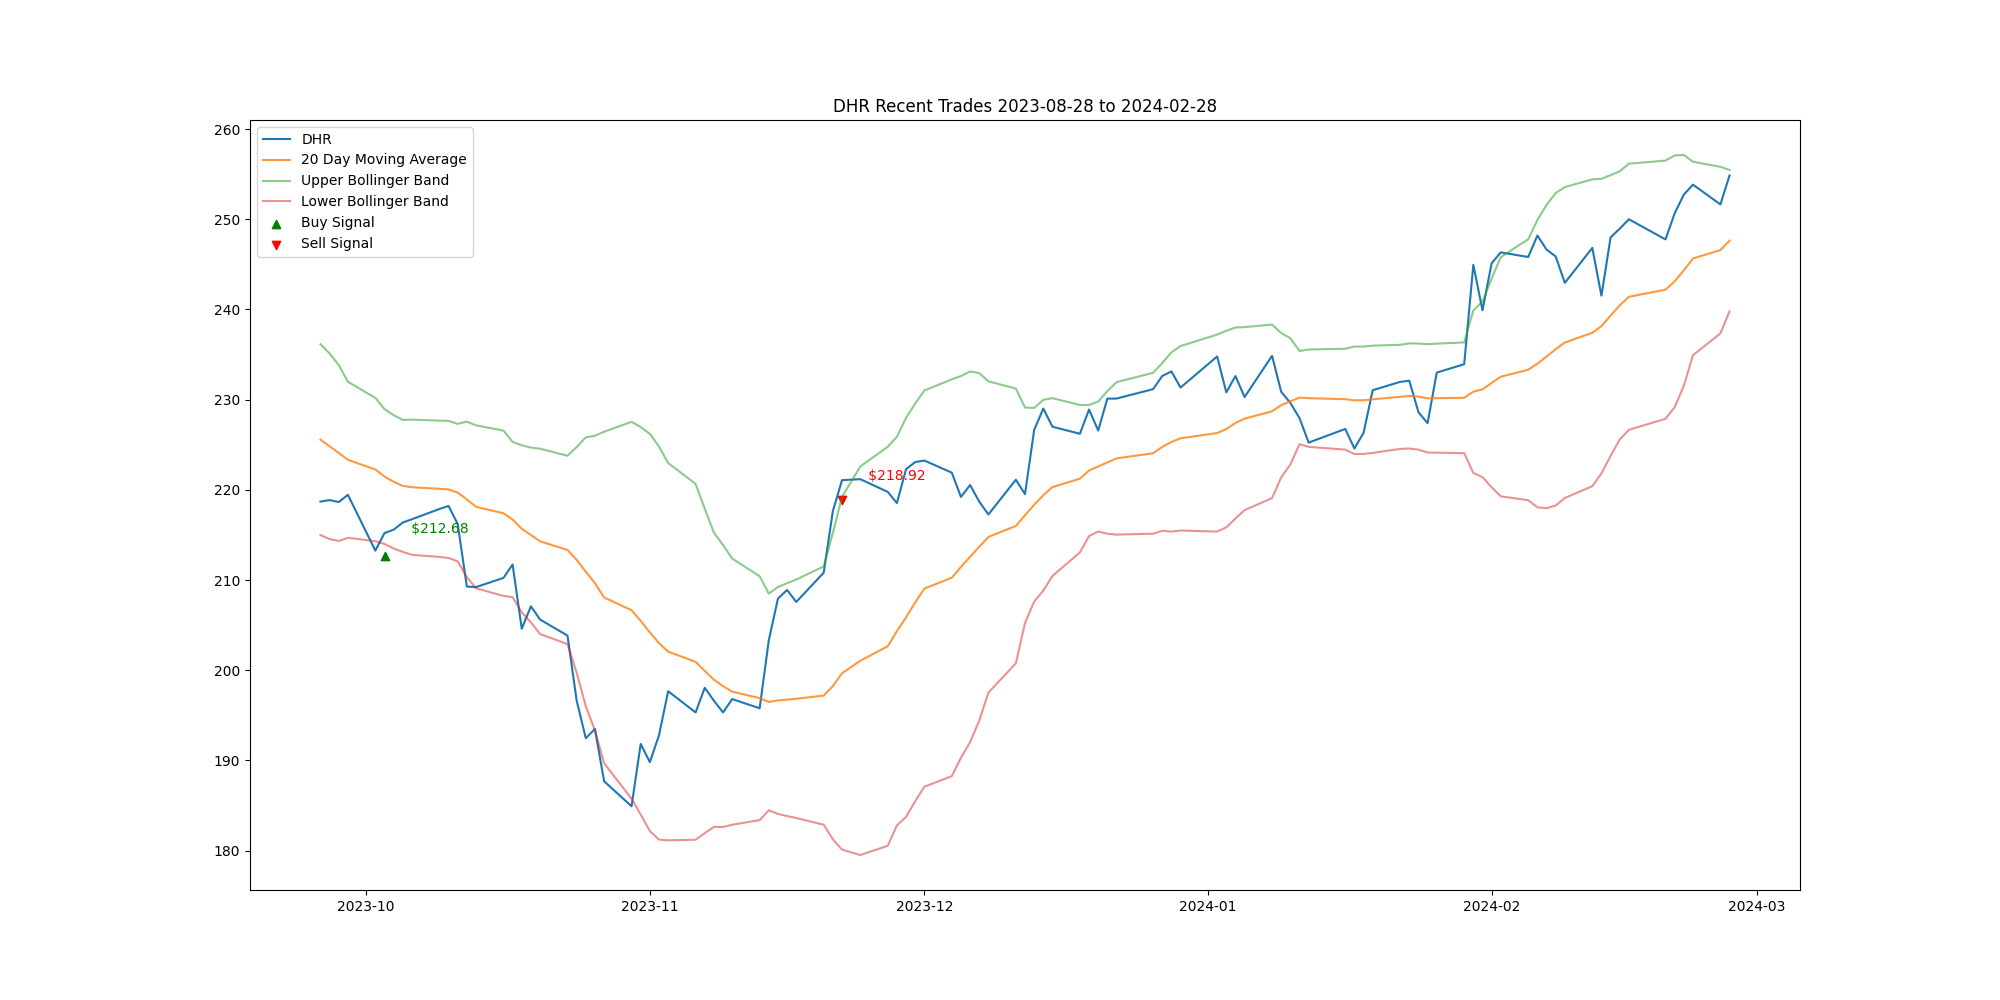 DHR Recent Trades 2023-08-28 to 2024-02-28
260
250
240
230
220
210
200
190
180
DHR
20 Day Moving Average
Upper Bollinger Band
Lower Bollinger Band
Buy Signal
Sell Signal
$218.92
$212.68
2023-10
2023-11
2023-12
2024-01
2024-02
2024-03